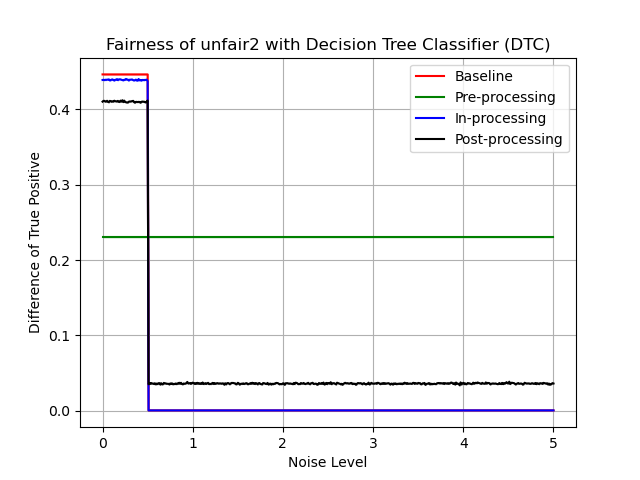 Fairness of unfair2 with Decision Tree Classifier (DTC)
Baseline
Pre-processing
In-processing
Post-processing
Difference of True Positive
0.4
0.3
0.2
0.1
0.0
0 1 2 3 4 5
Noise Level